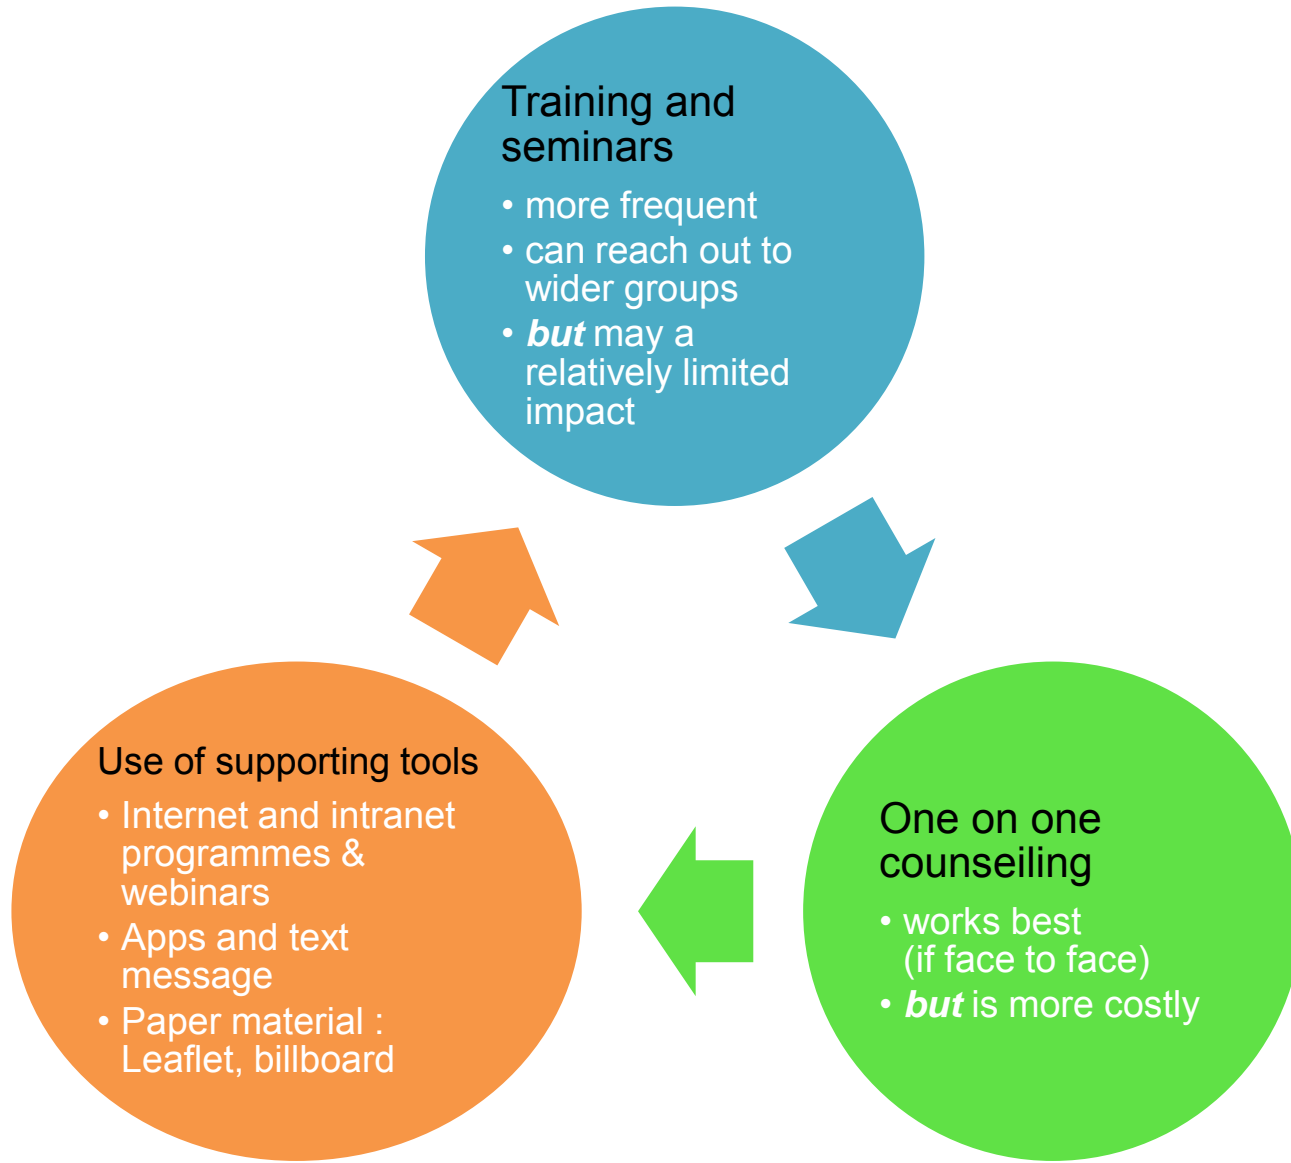 Training and
seminars
• more frequent
• can reach out to
wider groups
• but may a
relatively limited
impact
Use of supporting tools
• Internet and intranet
programmes &
webinars
• Apps and text
message
• Paper material :
Leaflet, billboard
One on one
counseiling
• works best
(if face to face)
• but is more costly